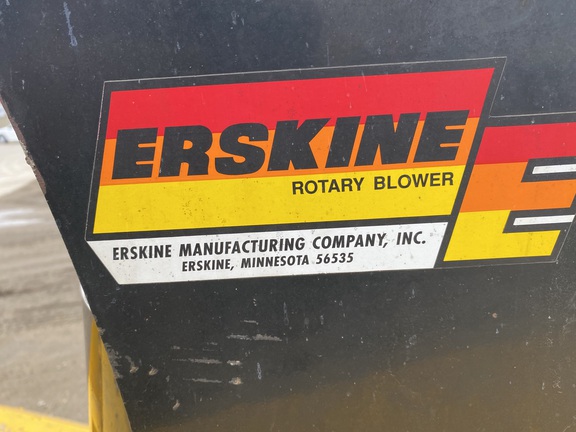 ERSKINE
ROTARY BLOWER
ERSKINE MANUFACTURING COMPANY, INC.
ERSKINE, MINNESOTA 56535
E